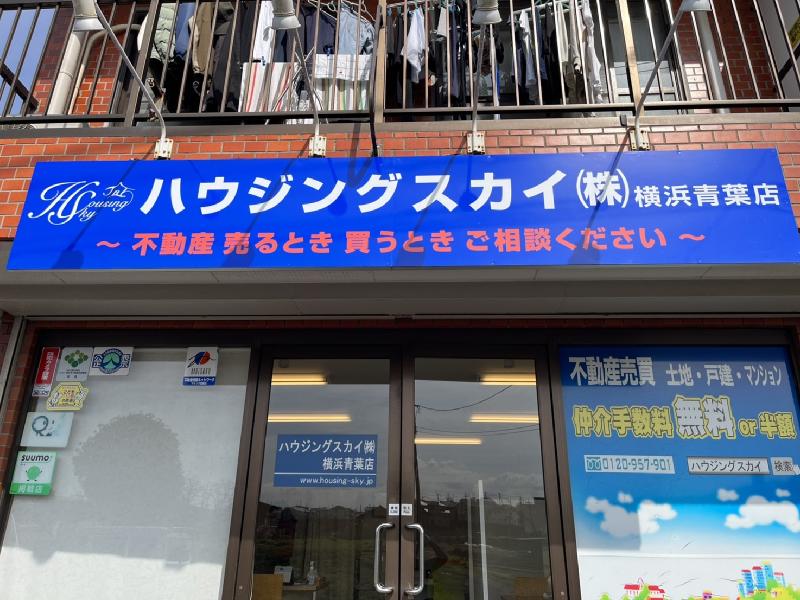 Housing Sky
ハウジングスカイ㈱ 横浜青葉店
～ 不動産 売るとき 買うとき ご相談ください ～
SUUMO
掲載店
ハウジングスカイ㈱
横浜青葉店
www.housing-sky.jp
不動産売買 土地・戸建・マンション
仲介手数料 無料 or 半額
0120-957-901 ハウジングスカイ 検索